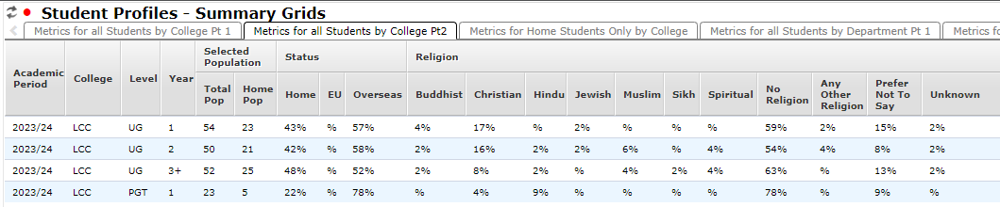 Student Profiles - Summary Grids
Metrics for all Students by College Pt 1 Metrics for all Students by College Pt2 Metrics for Home Students Only by College Metrics for all Students by Department Pt 1 Metrics fo
Selected Population Status Religion
Academic Period College Level Year Total Pop Home Pop Home EU Overseas Buddhist Christian Hindu Jewish Muslim Sikh Spiritual No Religion Any Other Religion Prefer Not To Say Unknown
2023/24 LCC UG 1 54 23 43% % 57% 4% 17% % 2% % % % 59% 2% 15% 2%
2023/24 LCC UG 2 50 21 42% % 58% 2% 16% 2% 2% 6% % 4% 54% 4% 8% 2%
2023/24 LCC UG 3+ 52 25 48% % 52% 2% 8% 2% % 4% 2% 4% 63% % 13% 2%
2023/24 LCC PGT 1 23 5 22% % 78% % 4% 9% % % % % 78% % 9% %